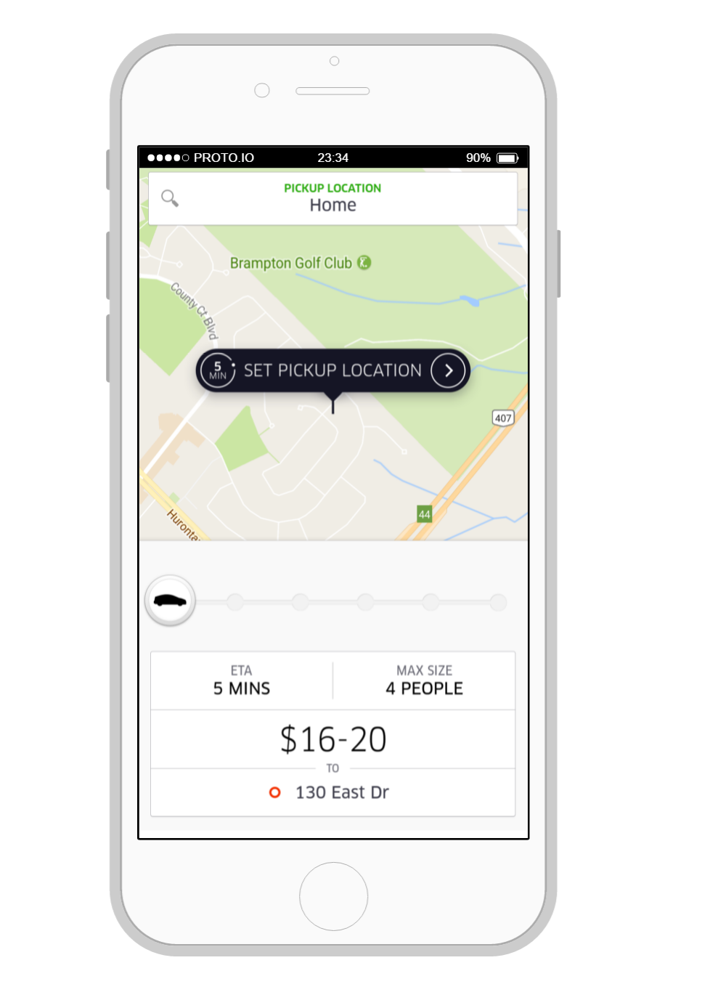 PROTO.IO 23:34 90%
PICKUP LOCATION
Home
Brampton Golf Club
County Ct Blvd
5
MIN
SET PICKUP LOCATION
407
44
Huronta
ETA
5 MINS
MAX SIZE
4 PEOPLE
$16-20
TO
130 East Dr